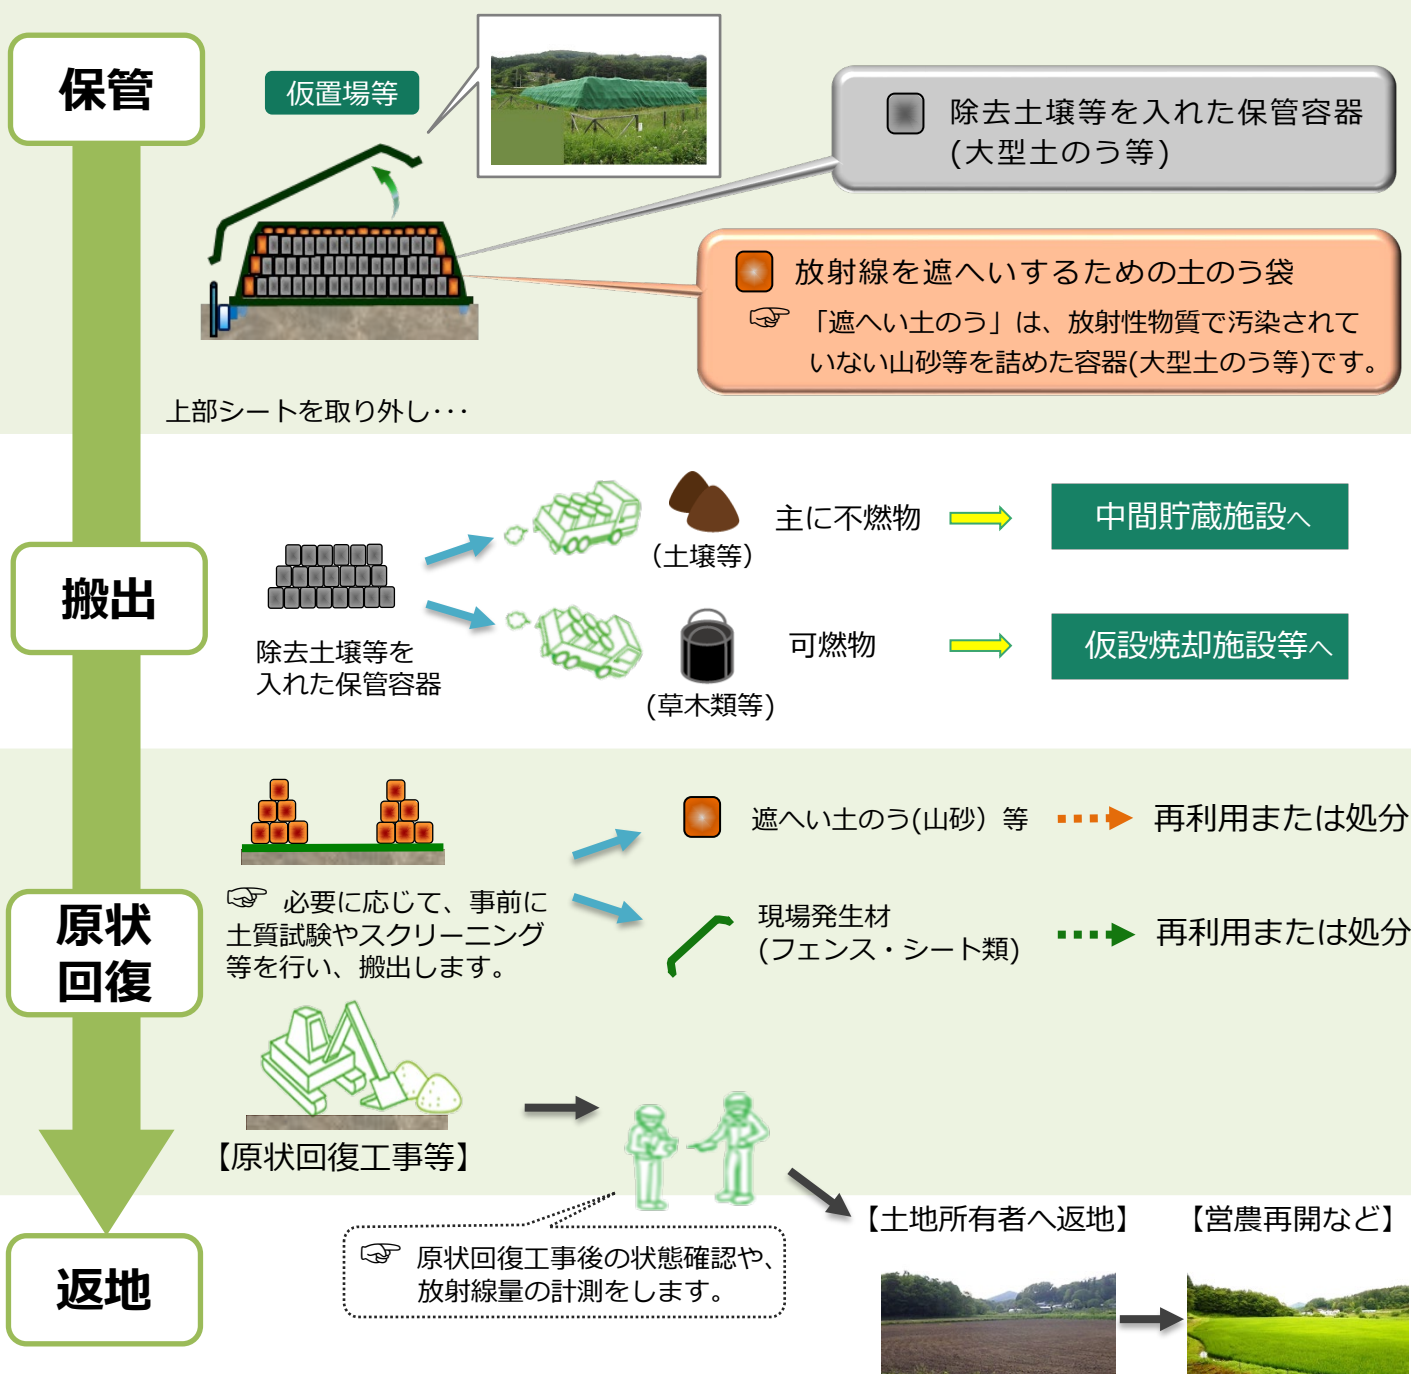 保管
仮置場等
除去土壌等を入れた保管容器
(大型土のう等)
放射線を遮へいするための土のう袋
☞ 「遮へい土のう」は、放射性物質で汚染されて
いない山砂等を詰めた容器(大型土のう等)です。
上部シートを取り外し･･･
搬出
除去土壌等を
入れた保管容器
(土壌等)
主に不燃物
中間貯蔵施設へ
(草木類等)
可燃物
仮設焼却施設等へ
原状
回復
☞ 必要に応じて、事前に
土質試験やスクリーニング
等を行い、搬出します。
遮へい土のう(山砂）等
再利用または処分
現場発生材
(フェンス・シート類)
再利用または処分
【原状回復工事等】
☞ 原状回復工事後の状態確認や、
放射線量の計測をします。
返地
【土地所有者へ返地】
【営農再開など】